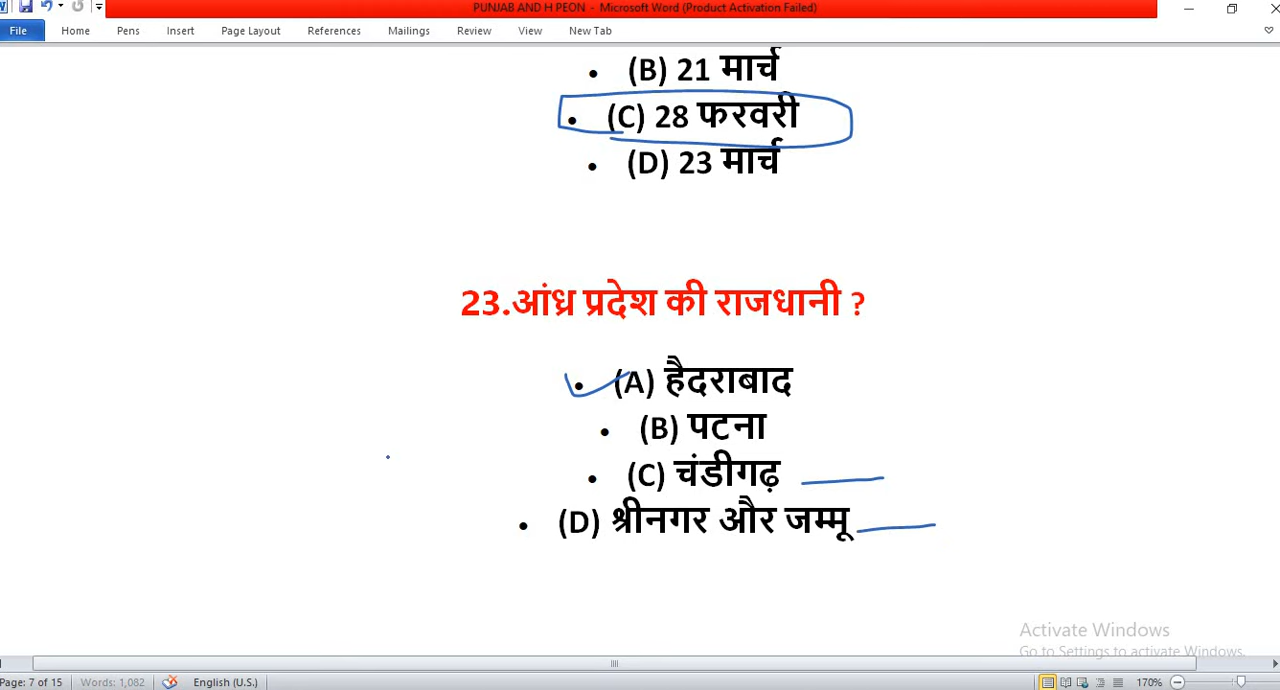 PUNJAB AND H PEON - Microsoft Word (Product Activation Failed)
File Home Pens Insert Page Layout References Mailings Review View New Tab
• (B) 21 मार्च
• (C) 28 फरवरी
• (D) 23 मार्च
23.आंध्र प्रदेश की राजधानी ?
• (A) हैदराबाद
• (B) पटना
• (C) चंडीगढ़
• (D) श्रीनगर और जम्मू
Activate Windows
Go to Settings to activate Windows.
Page: 7 of 15 Words: 1,082 English (U.S.) 170%